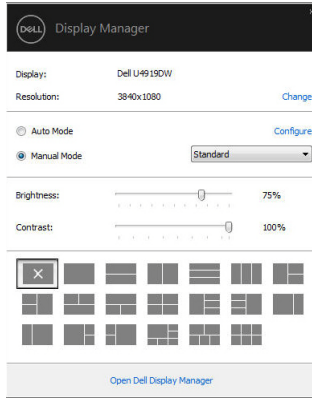 DELL Display Manager
Display: Dell U4919DW
Resolution: 3840x1080 Change
Auto Mode Configure
Manual Mode Standard
Brightness: 75%
Contrast: 100%
Open Dell Display Manager